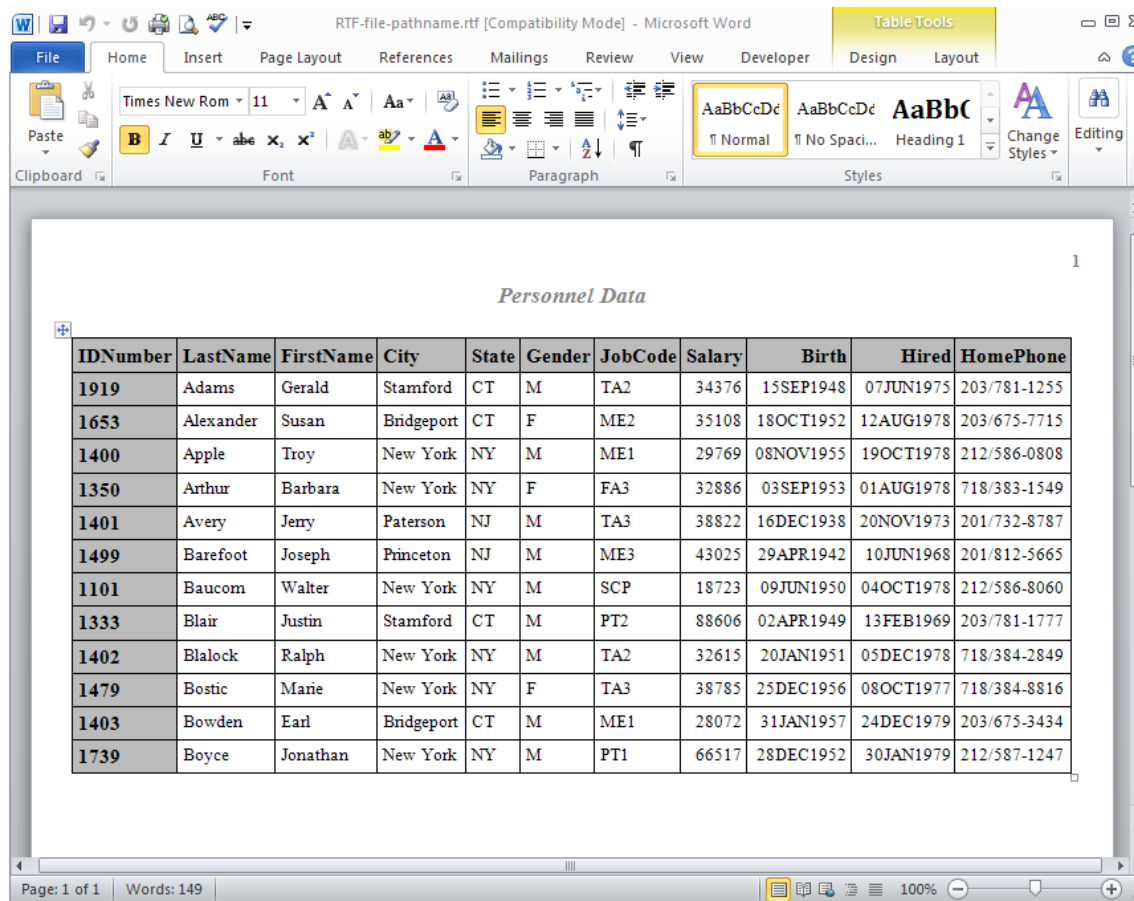 RTF-file-pathname.rtf [Compatibility Mode] - Microsoft Word Table Tools
File Home Insert Page Layout References Mailings Review View Developer Design Layout
Paste Times New Rom 11 A A Aa B I U abc x₂ x² A ab A
AaBbCcDd AaBbCcDd AaBb( Change Styles Editing
¶ Normal ¶ No Spaci... Heading 1
Clipboard Font Paragraph Styles
1
Personnel Data
IDNumber LastName FirstName City State Gender JobCode Salary Birth Hired HomePhone
1919 Adams Gerald Stamford CT M TA2 34376 15SEP1948 07JUN1975 203/781-1255
1653 Alexander Susan Bridgeport CT F ME2 35108 18OCT1952 12AUG1978 203/675-7715
1400 Apple Troy New York NY M ME1 29769 08NOV1955 19OCT1978 212/586-0808
1350 Arthur Barbara New York NY F FA3 32886 03SEP1953 01AUG1978 718/383-1549
1401 Avery Jerry Paterson NJ M TA3 38822 16DEC1938 20NOV1973 201/732-8787
1499 Barefoot Joseph Princeton NJ M ME3 43025 29APR1942 10JUN1968 201/812-5665
1101 Baucom Walter New York NY M SCP 18723 09JUN1950 04OCT1978 212/586-8060
1333 Blair Justin Stamford CT M PT2 88606 02APR1949 13FEB1969 203/781-1777
1402 Blalock Ralph New York NY M TA2 32615 20JAN1951 05DEC1978 718/384-2849
1479 Bostic Marie New York NY F TA3 38785 25DEC1956 08OCT1977 718/384-8816
1403 Bowden Earl Bridgeport CT M ME1 28072 31JAN1957 24DEC1979 203/675-3434
1739 Boyce Jonathan New York NY M PT1 66517 28DEC1952 30JAN1979 212/587-1247
Page: 1 of 1 Words: 149 100%